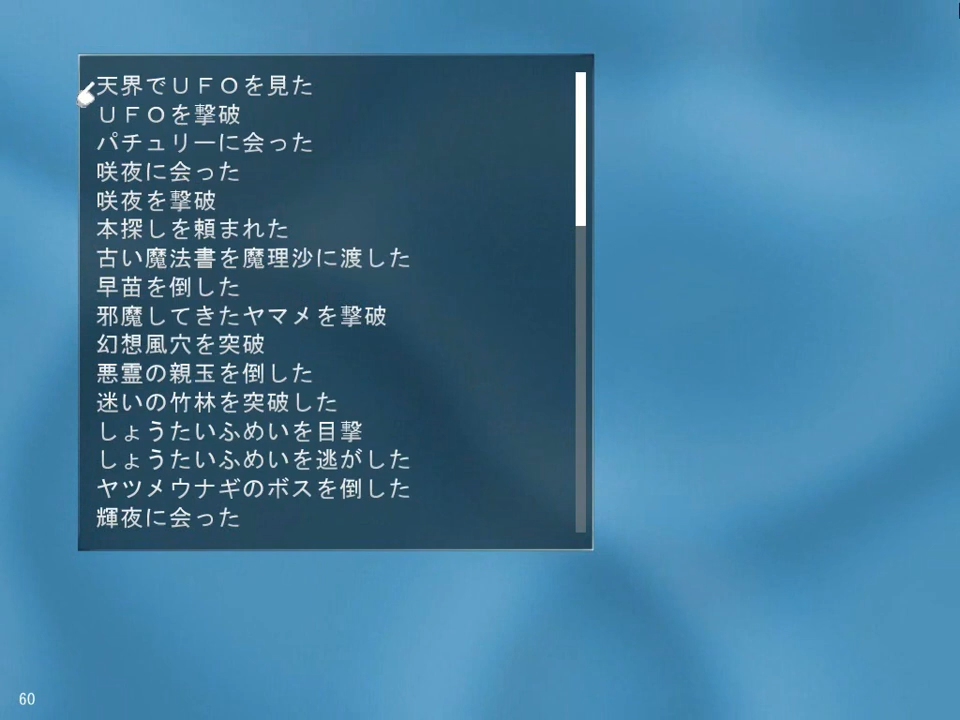 天界でＵＦＯを見た
ＵＦＯを撃破
パチュリーに会った
咲夜に会った
咲夜を撃破
本探しを頼まれた
古い魔法書を魔理沙に渡した
早苗を倒した
邪魔してきたヤマメを撃破
幻想風穴を突破
悪霊の親玉を倒した
迷いの竹林を突破した
しょうたいふめいを目撃
しょうたいふめいを逃がした
ヤツメウナギのボスを倒した
輝夜に会った
60